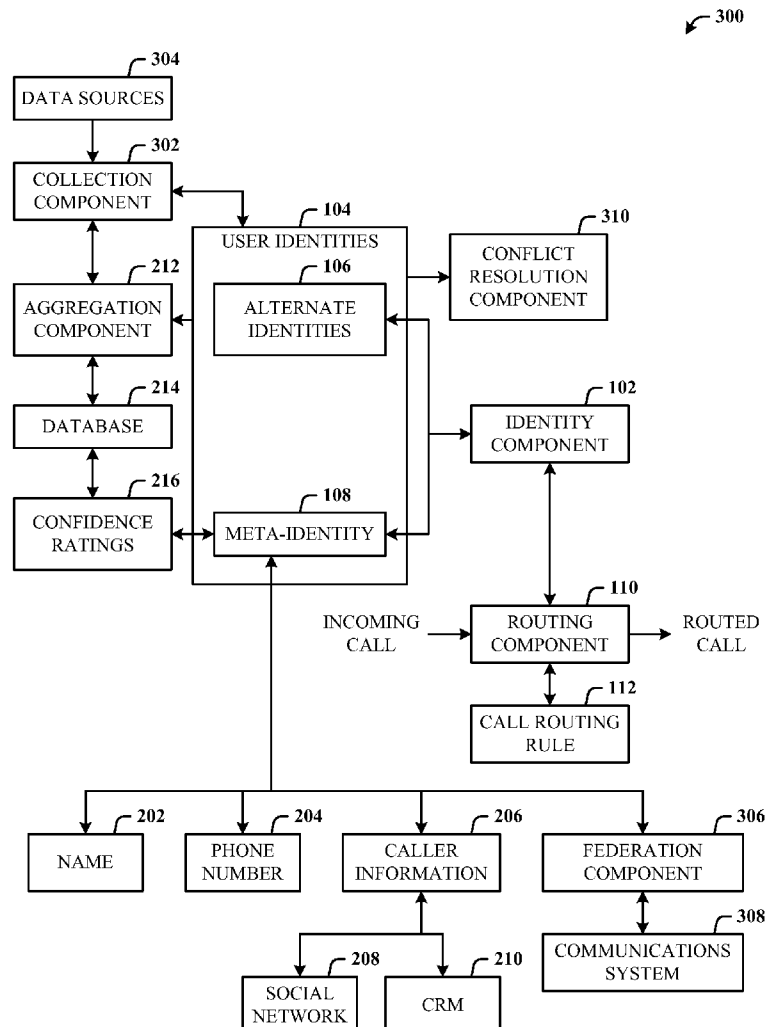 300
304
DATA SOURCES
302
COLLECTION
COMPONENT
104
USER IDENTITIES
310
CONFLICT
RESOLUTION
COMPONENT
212
AGGREGATION
COMPONENT
106
ALTERNATE
IDENTITIES
214
DATABASE
102
IDENTITY
COMPONENT
216
CONFIDENCE
RATINGS
108
META-IDENTITY
110
INCOMING
CALL
ROUTING
COMPONENT
ROUTED
CALL
112
CALL ROUTING
RULE
202
NAME
204
PHONE
NUMBER
206
CALLER
INFORMATION
306
FEDERATION
COMPONENT
208
SOCIAL
NETWORK
210
CRM
308
COMMUNICATIONS
SYSTEM